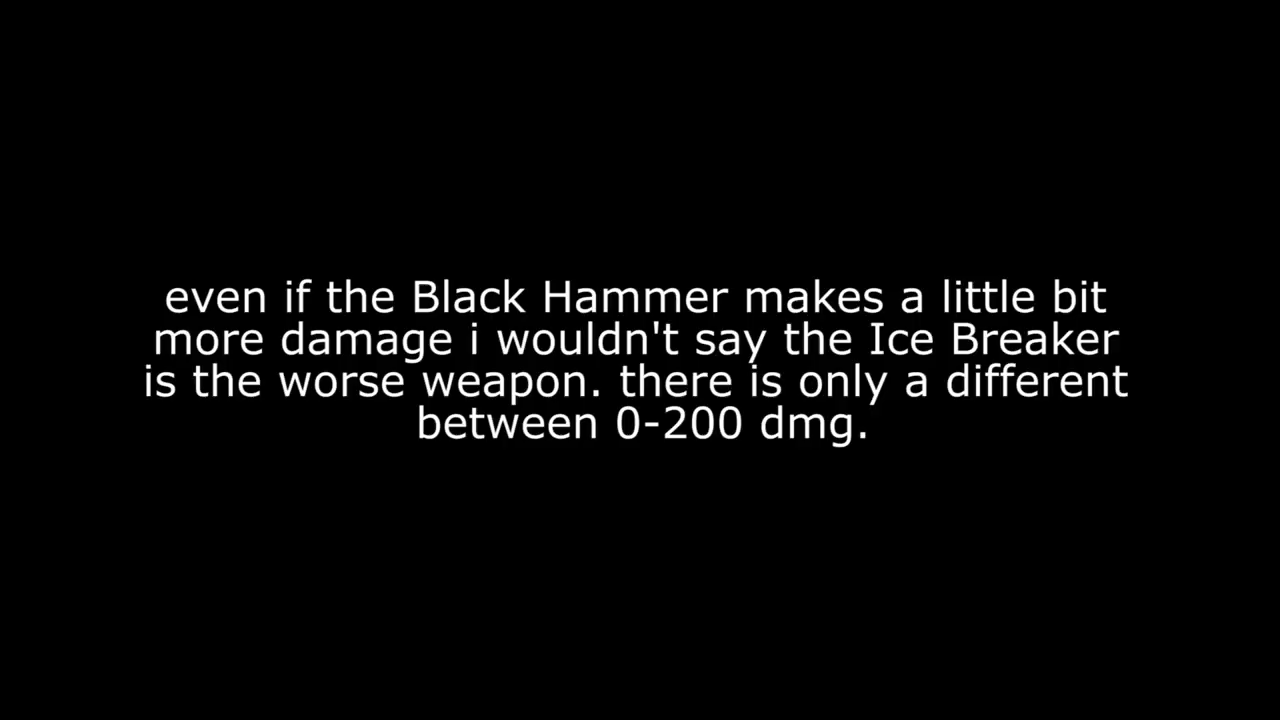 even if the Black Hammer makes a little bit
more damage i wouldn't say the Ice Breaker
is the worse weapon. there is only a different
between 0-200 dmg.